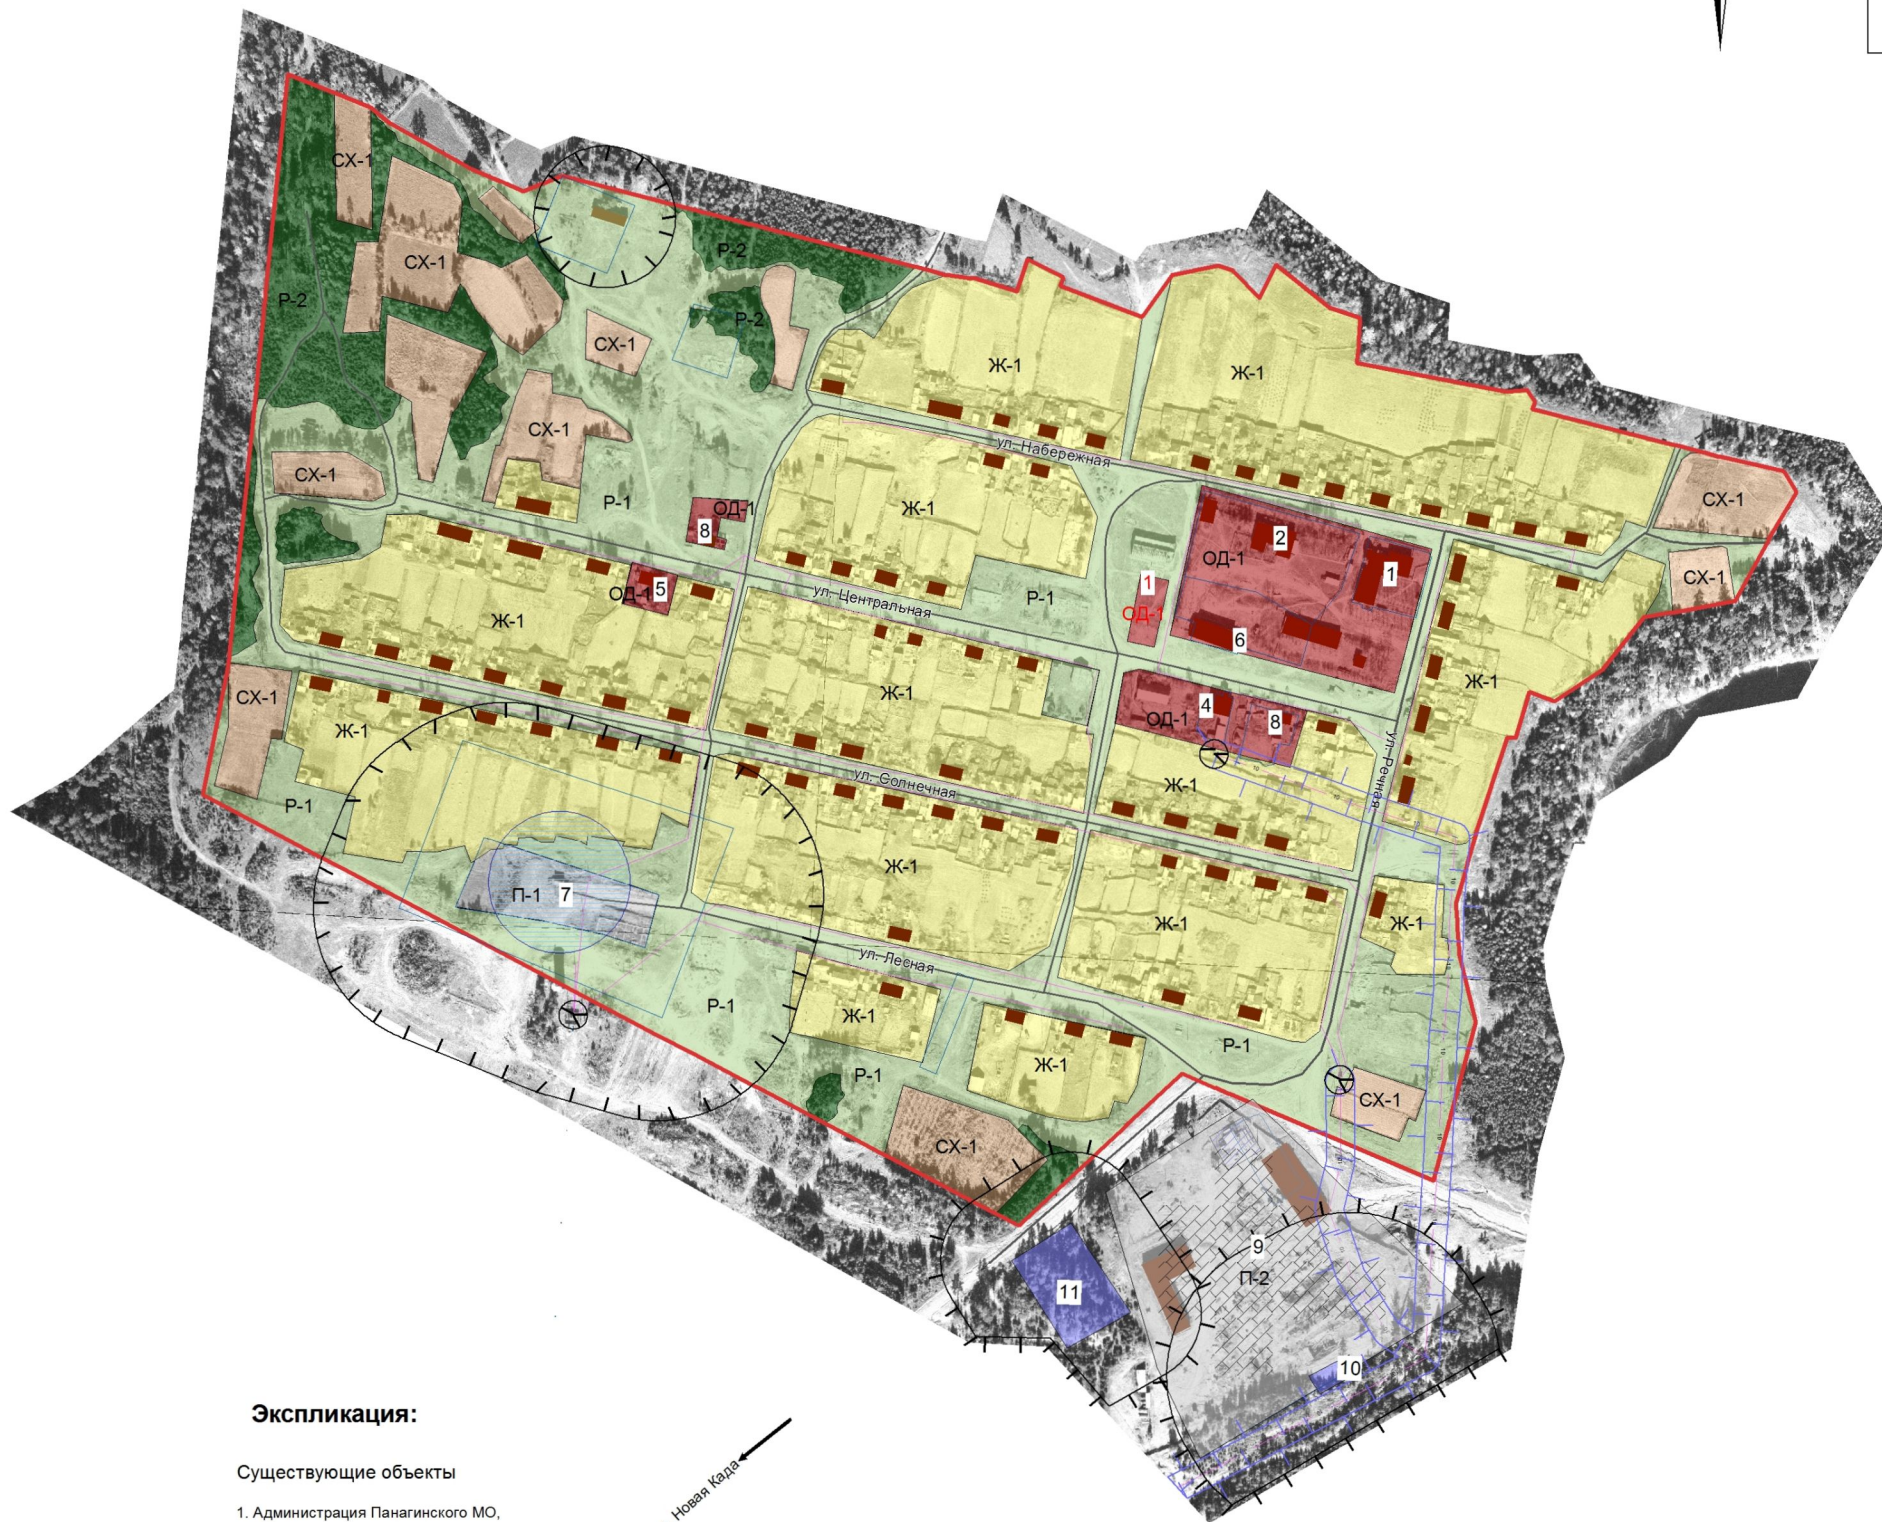 СХ-1
Р-2
СХ-1
Р-2
Р-2
СХ-1
Ж-1
Ж-1
СХ-1
ул. Набережная
СХ-1
Р-1
ОД-1
8
Ж-1
СХ-1
2
ОД-1
1
СХ-1
5
ОД-1
ул. Центральная
Р-1
1
ОД-1
6
Ж-1
СХ-1
Ж-1
Ж-1
4
ОД-1
8
Ж-1
Ж-1
ул. Солнечная
Ж-1
ул. Речная
Р-1
П-1
7
Ж-1
Ж-1
Ж-1
ул. Лесная
Р-1
Ж-1
Р-1
Ж-1
Р-1
СХ-1
СХ-1
9
П-2
11
10
Экспликация:
Существующие объекты
Новая Када
1. Администрация Панагинского МО,